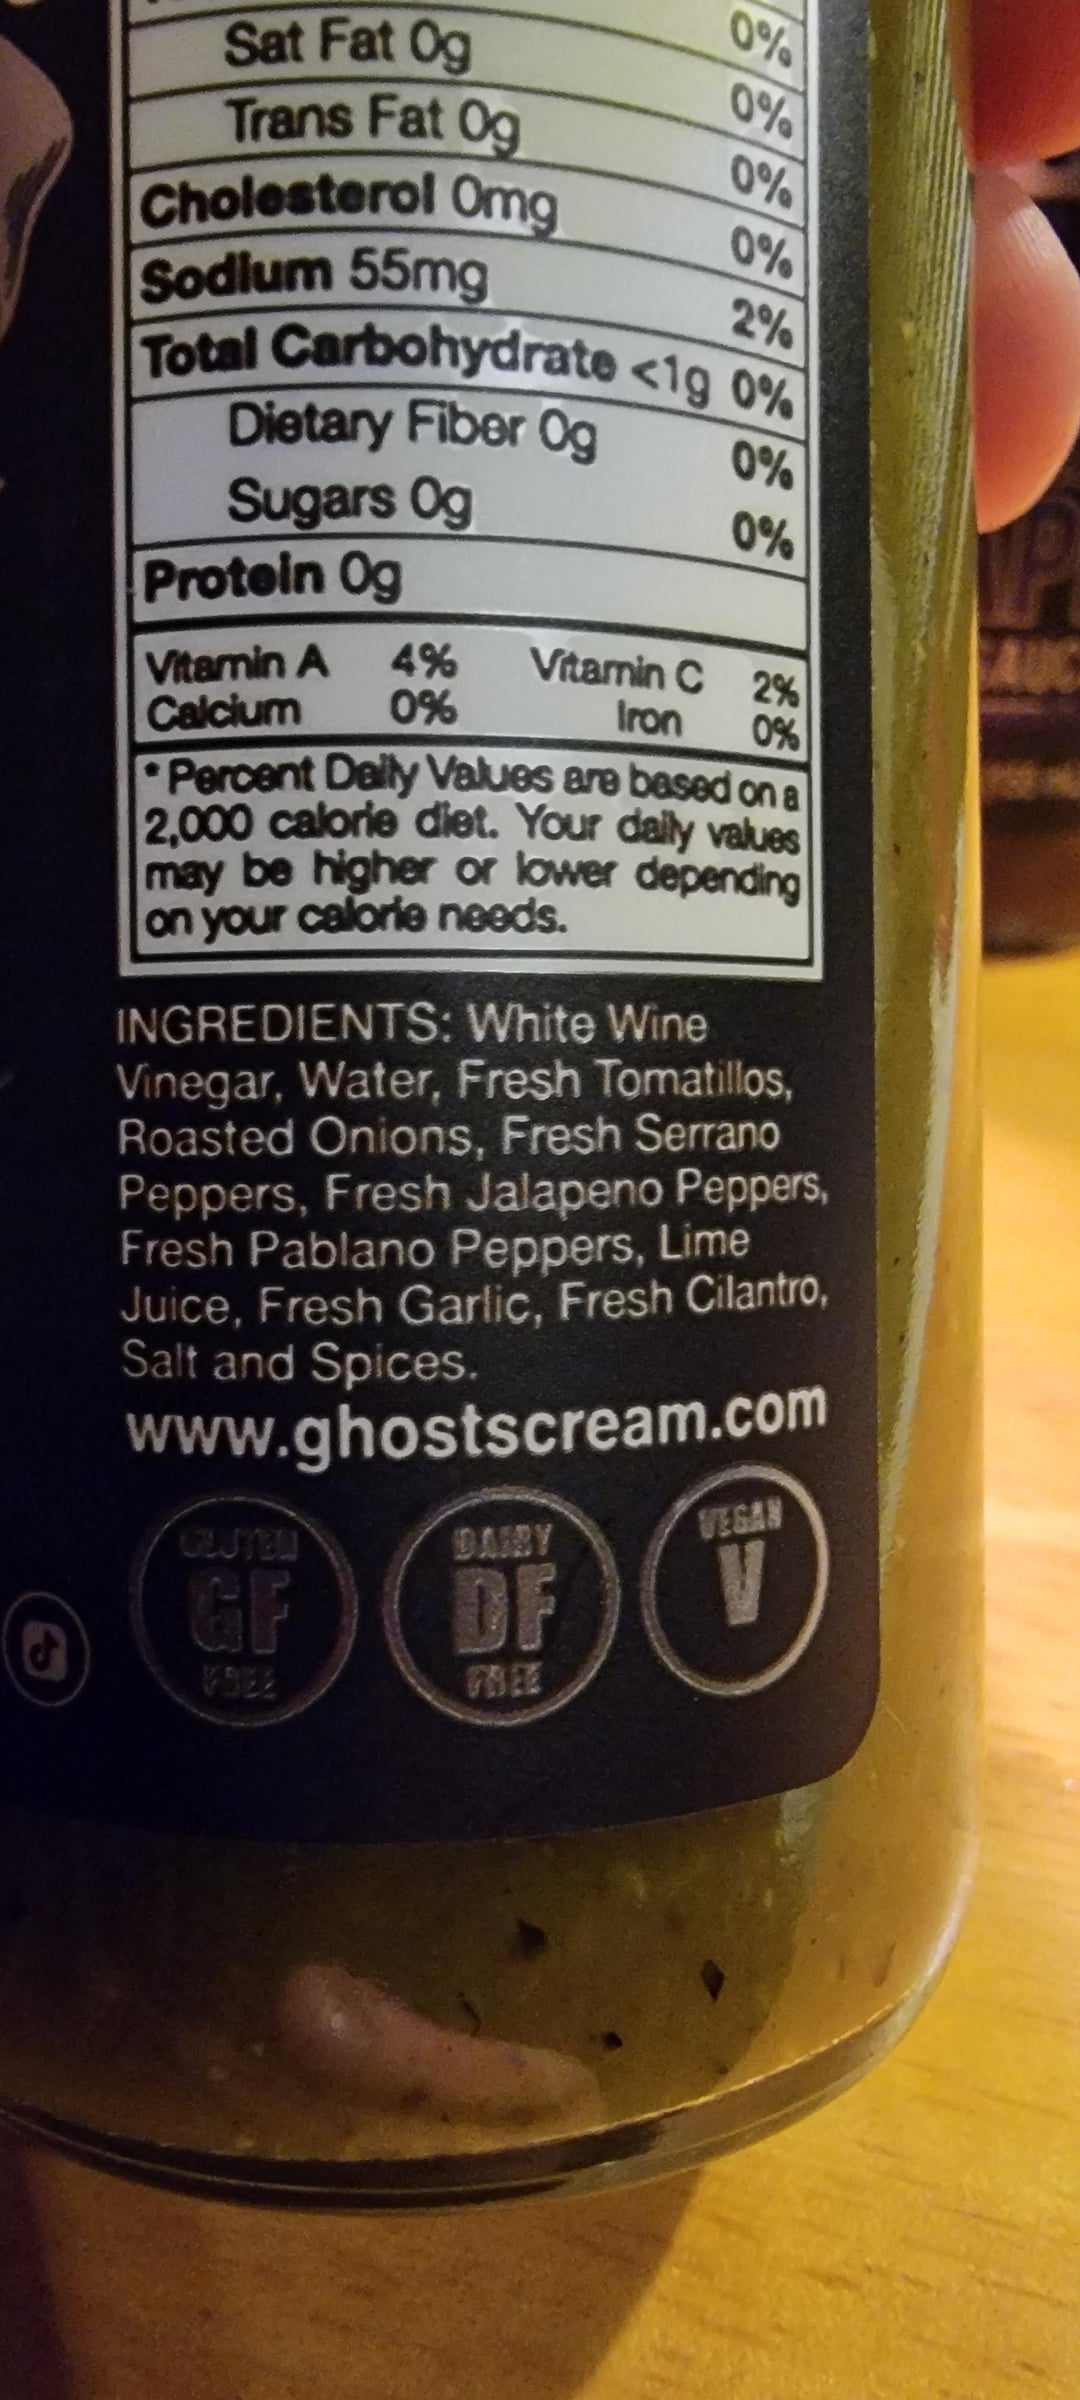 0%
Sat Fat 0g 0%
Trans Fat 0g 0%
Cholesterol 0mg 0%
Sodium 55mg 2%
Total Carbohydrate <1g 0%
Dietary Fiber 0g 0%
Sugars 0g 0%
Protein 0g
Vitamin A 4% Vitamin C 2%
Calcium 0% Iron 0%
*Percent Daily Values are based on a
2,000 calorie diet. Your daily values
may be higher or lower depending
on your calorie needs.
INGREDIENTS: White Wine
Vinegar, Water, Fresh Tomatillos,
Roasted Onions, Fresh Serrano
Peppers, Fresh Jalapeno Peppers,
Fresh Pablano Peppers, Lime
Juice, Fresh Garlic, Fresh Cilantro,
Salt and Spices.
www.ghostscream.com
GLUTEN DAIRY VEGAN
GF DF V
FREE FREE